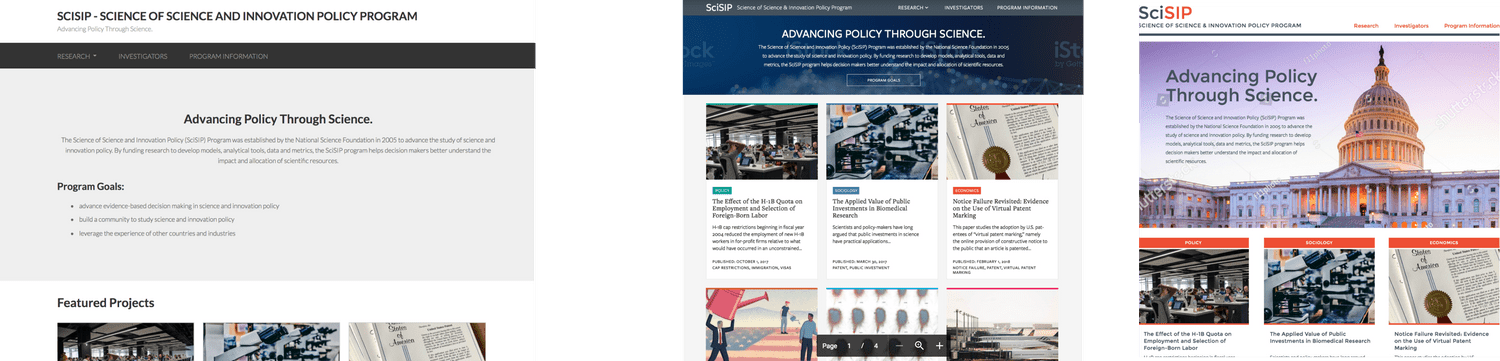 SCISIP - SCIENCE OF SCIENCE AND INNOVATION POLICY PROGRAM
Advancing Policy Through Science.
RESEARCH
INVESTIGATORS
PROGRAM INFORMATION
Advancing Policy Through Science.
The Science of Science and Innovation Policy (SciSIP) Program was established by the National Science Foundation in 2005 to advance the study of science and
innovation policy. By funding research to develop models, analytical tools, data and metrics, the SciSIP program helps decision makers better understand the
impact and allocation of scientific resources.
Program Goals:
advance evidence-based decision making in science and innovation policy
build a community to study science and innovation policy
leverage the experience of other countries and industries
Featured Projects
States of
America
SciSIP Science of Science & Innovation Policy Program
RESEARCH
INVESTIGATORS
PROGRAM INFORMATION
ADVANCING POLICY THROUGH SCIENCE.
The Science of Science and Innovation Policy (SciSIP) Program was established by the National Science Foundation in 2005
to advance the study of science and innovation policy. By funding research to develop models, analytical tools, data and
metrics, the SciSIP program helps decision makers better understand the impact and allocation of scientific resources.
PROGRAM GOALS
States of
America
POLICY
The Effect of the H-1B Quota on
Employment and Selection of
Foreign-Born Labor
H-1B cap restrictions beginning in fiscal year
2004 reduced the employment of new H-1B
workers in for-profit firms relative to what
would have occurred in an unconstrained...
PUBLISHED: OCTOBER 1, 2017
CAP RESTRICTIONS, IMMIGRATION, VISAS
SOCIOLOGY
The Applied Value of Public
Investments in Biomedical
Research
Scientists and policy-makers have long
argued that public investments in science
have practical applications...
PUBLISHED: MARCH 30, 2017
PATENT, PUBLIC INVESTMENT
ECONOMICS
Notice Failure Revisited: Evidence
on the Use of Virtual Patent
Marking
This paper studies the adoption by U.S. pat-
entees of "virtual patent marking," namely
the online provision of constructive notice to
the public that an article is patented...
PUBLISHED: FEBRUARY 1, 2018
NOTICE FAILURE, PATENT, VIRTUAL PATENT
MARKING
Page 1 / 4
SciSIP
SCIENCE OF SCIENCE & INNOVATION POLICY PROGRAM
Research
Investigators
Program Information
Advancing Policy
Through Science.
The Science of Science and Innovation Policy (SciSIP) Program was
established by the National Science Foundation in 2005 to advance the
study of science and innovation policy. By funding research to develop
models, analytical tools, data and metrics, the SciSIP program helps
decision makers better understand the impact and allocation of
scientific resources.
POLICY
SOCIOLOGY
ECONOMICS
States of
America
The Effect of the H-1B Quota on
Employment and Selection of
Foreign-Born Labor
The Applied Value of Public
Investments in Biomedical Research
Notice Failure Revisited: Evidence
on the Use of Virtual Patent
Marking